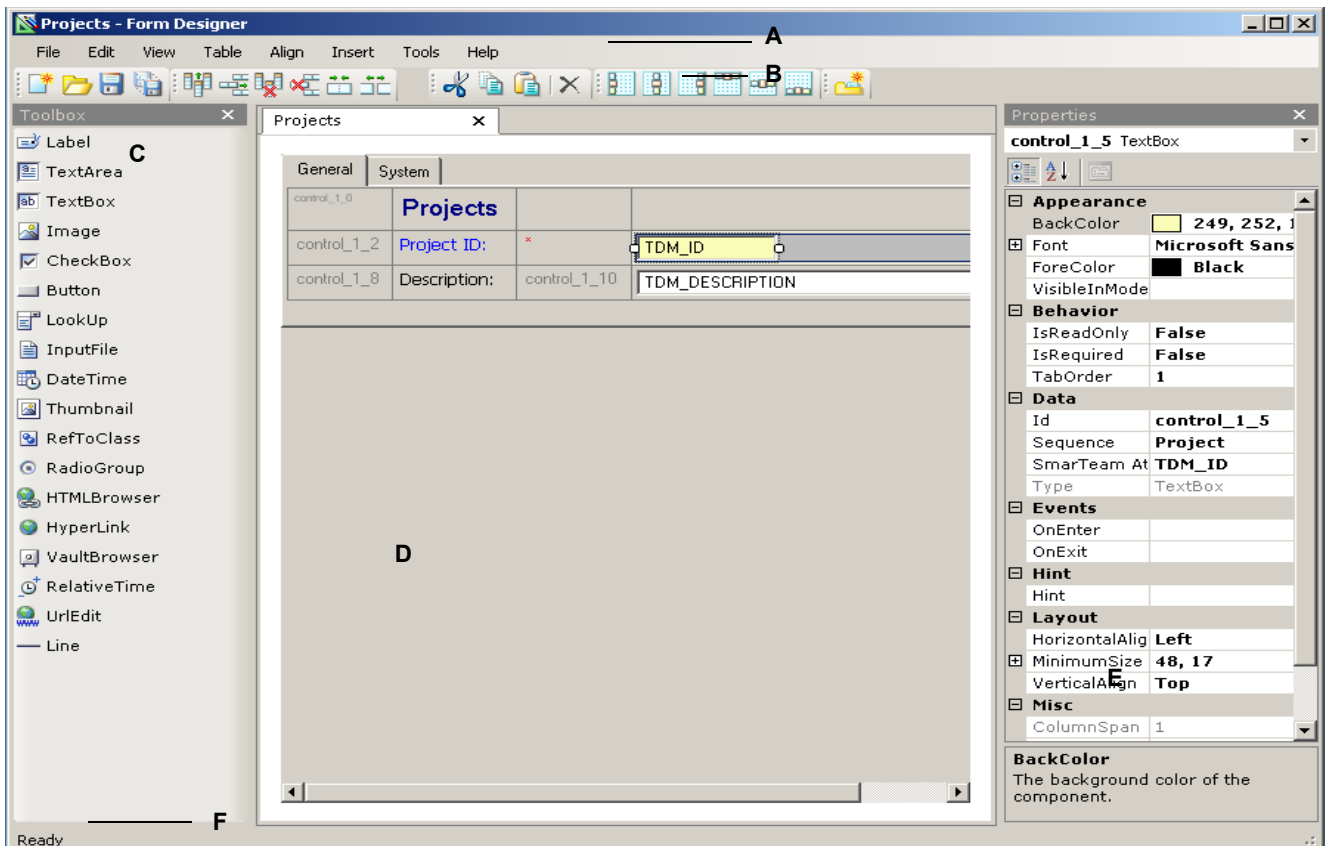 Projects - Form Designer
File Edit View Table Align Insert Tools Help
A
B
Toolbox
Label
C
TextArea
TextBox
Image
CheckBox
Button
LookUp
InputFile
DateTime
Thumbnail
RefToClass
RadioGroup
HTMLBrowser
HyperLink
VaultBrowser
RelativeTime
UrlEdit
Line
F
Projects
General System
control_1_0 Projects
control_1_2 Project ID: * TDM_ID
control_1_8 Description: control_1_10 TDM_DESCRIPTION
D
Properties
control_1_5 TextBox
Appearance
BackColor 249, 252, 1
Font Microsoft Sans
ForeColor Black
VisibleInMode
Behavior
IsReadOnly False
IsRequired False
TabOrder 1
Data
Id control_1_5
Sequence Project
SmarTeam At TDM_ID
Type TextBox
Events
OnEnter
OnExit
Hint
Hint
Layout
HorizontalAlig Left
MinimumSize 48, 17
VerticalAlign Top
E
Misc
ColumnSpan 1
BackColor
The background color of the
component.
Ready